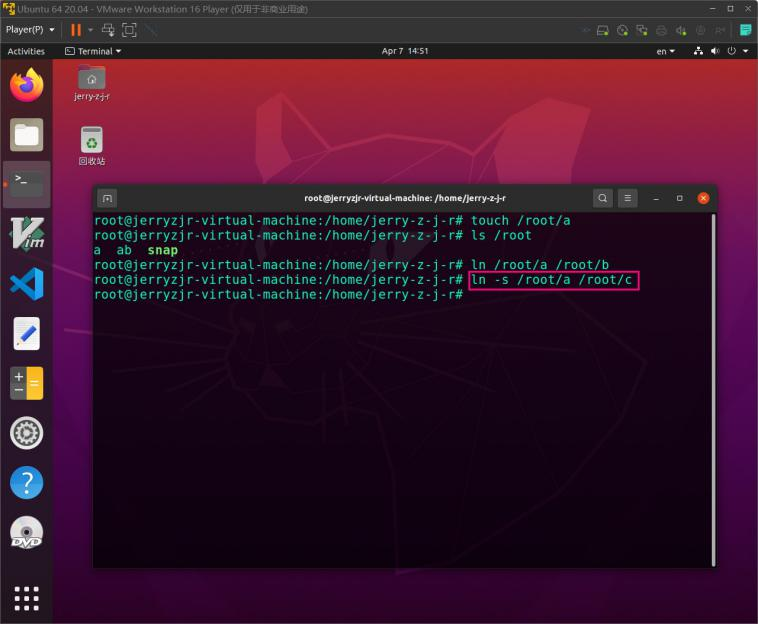 Ubuntu 64 20.04 - VMware Workstation 16 Player (仅用于非商业用途)
Player(P)
Activities
Terminal
Apr 7 14:51
en
jerry-z-j-r
回收站
root@jerryzjr-virtual-machine: /home/jerry-z-j-r
root@jerryzjr-virtual-machine:/home/jerry-z-j-r# touch /root/a
root@jerryzjr-virtual-machine:/home/jerry-z-j-r# ls /root
a ab snap
root@jerryzjr-virtual-machine:/home/jerry-z-j-r# ln /root/a /root/b
root@jerryzjr-virtual-machine:/home/jerry-z-j-r# ln -s /root/a /root/c
root@jerryzjr-virtual-machine:/home/jerry-z-j-r#
Vim
DVD